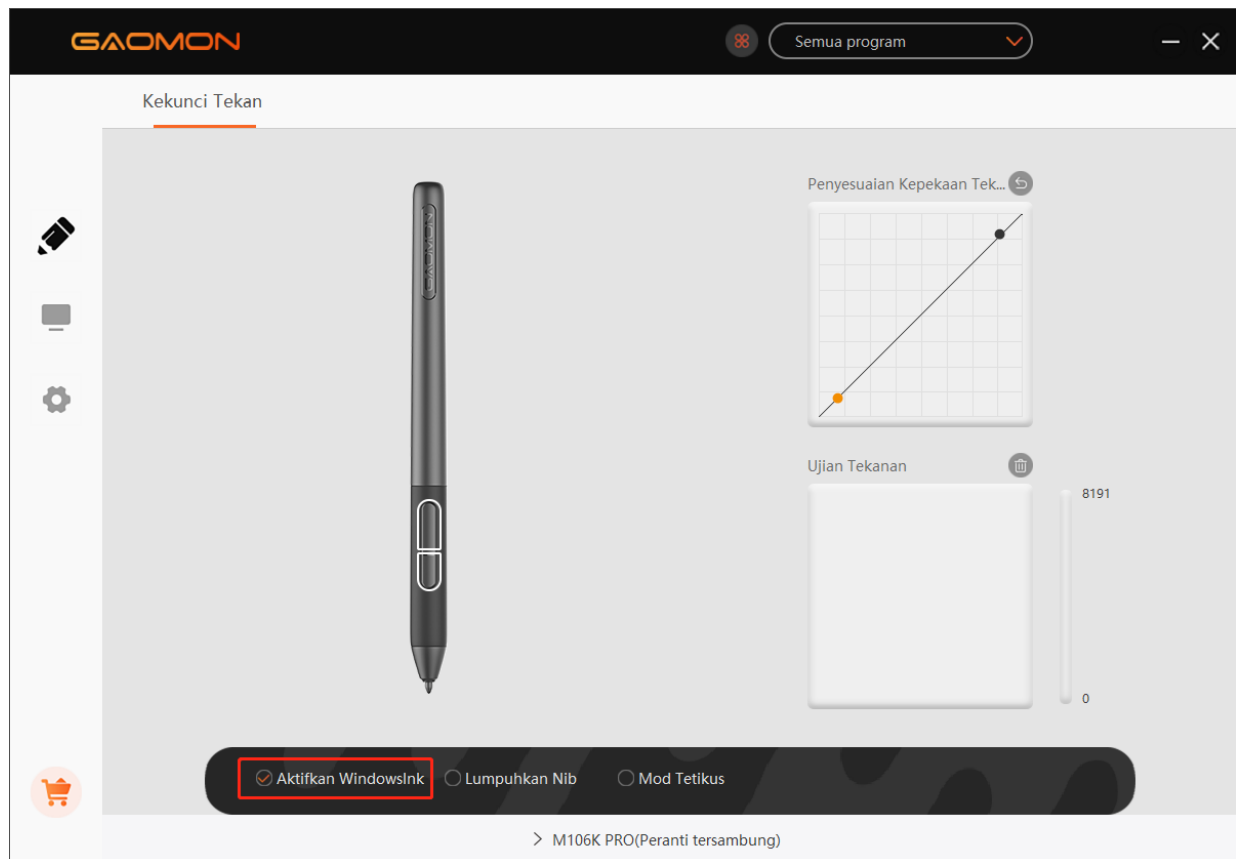 GAOMON
Semua program
Kekunci Tekan
Penyesuaian Kepekaan Tek...
GAOMON
Ujian Tekanan
8191
0
Aktifkan WindowsInk
Lumpuhkan Nib
Mod Tetikus
M106K PRO(Peranti tersambung)